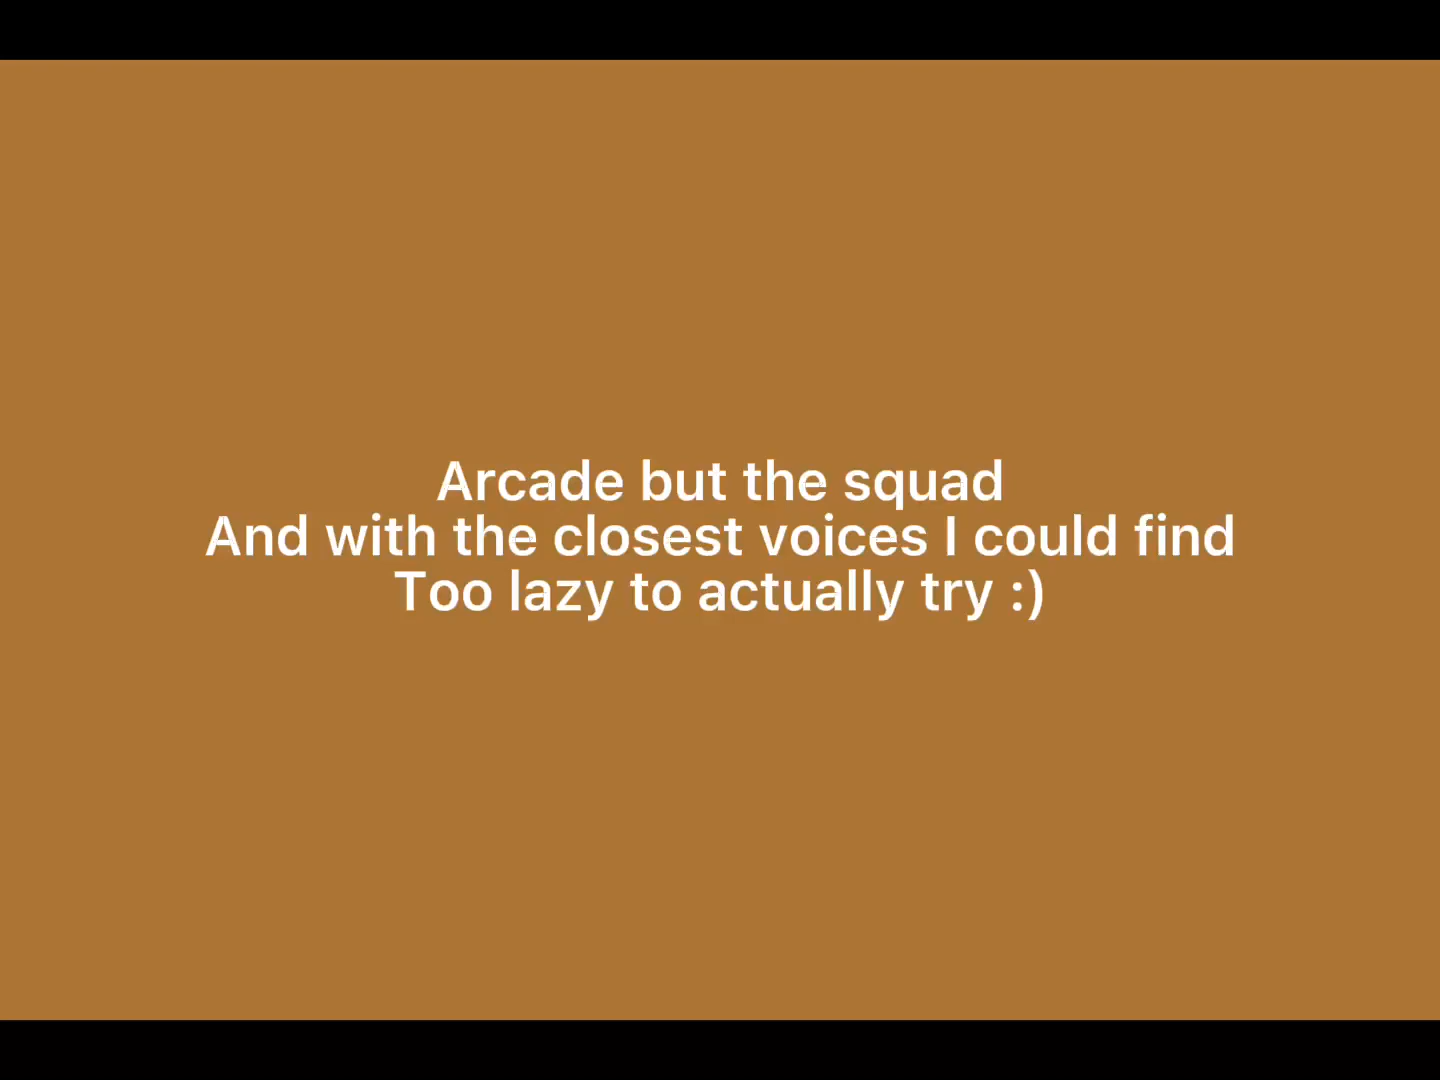 Arcade but the squad
And with the closest voices I could find
Too lazy to actually try :)